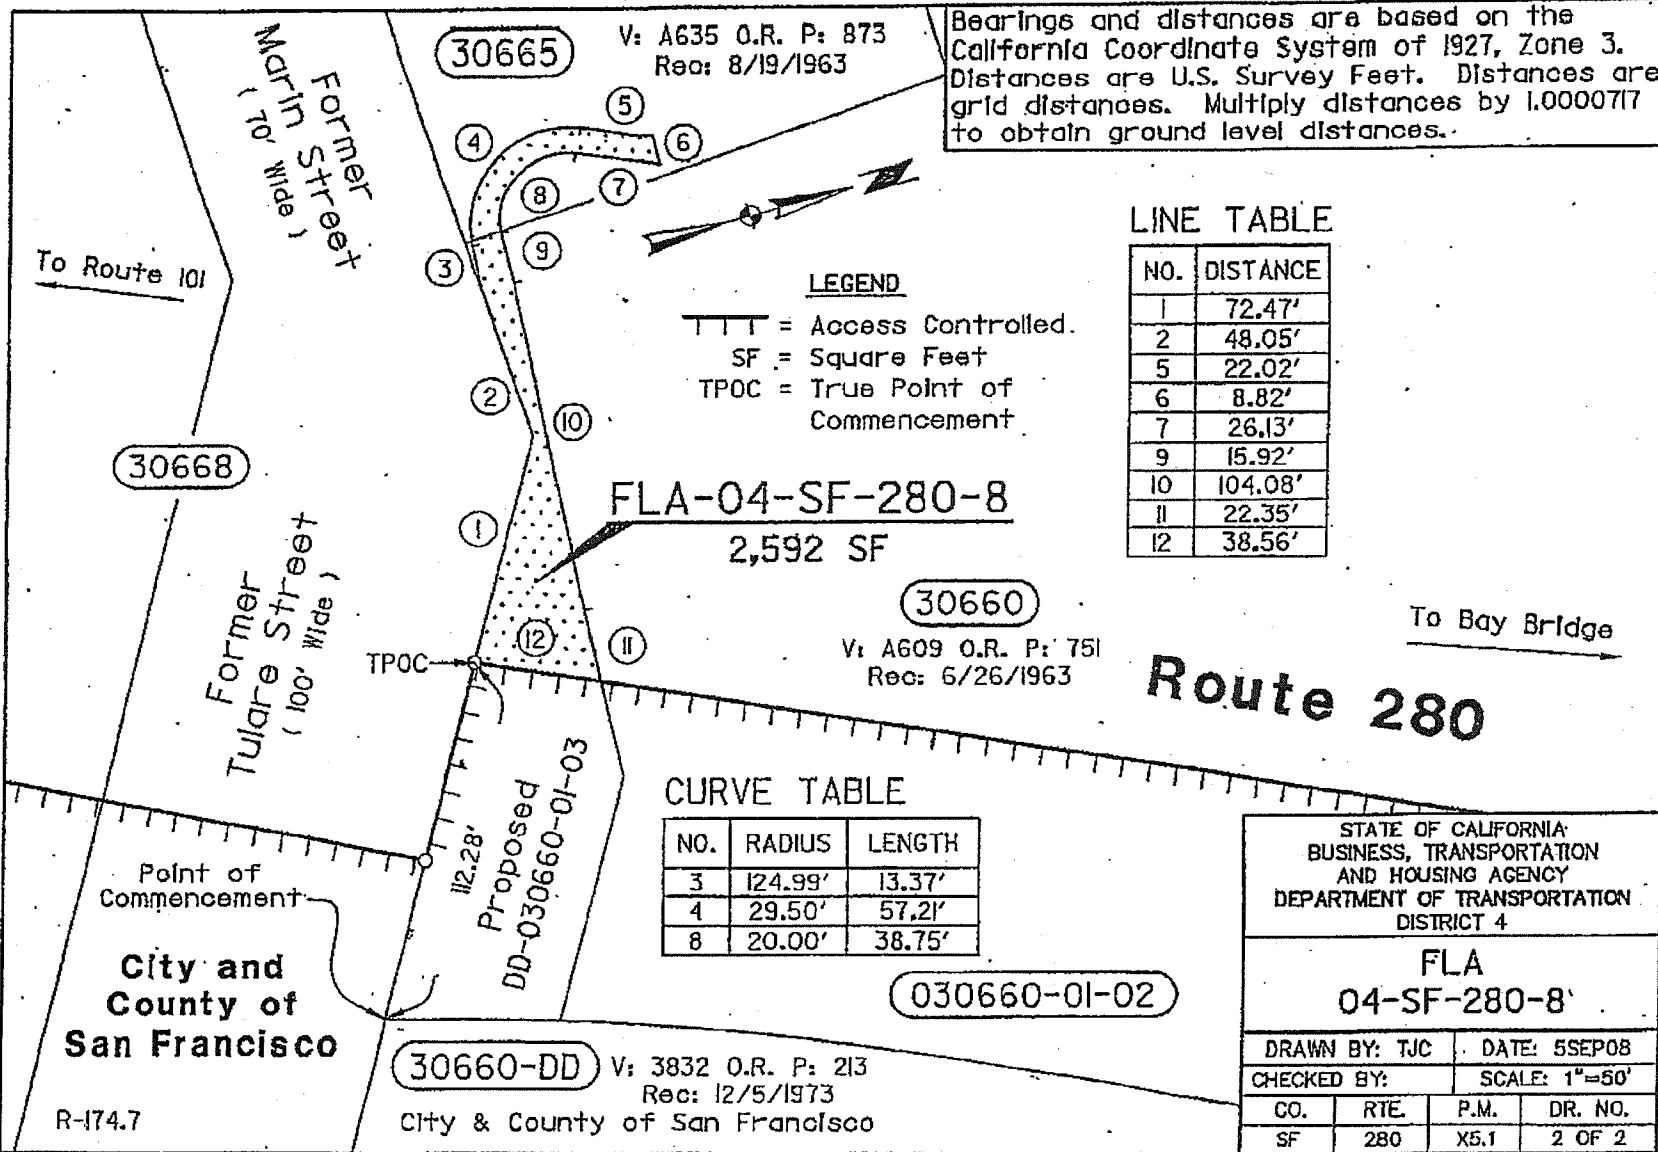 30665
V: A635 O.R. P: 873
Rec: 8/19/1963
Bearings and distances are based on the
California Coordinate System of 1927, Zone 3.
Distances are U.S. Survey Feet. Distances are
grid distances. Multiply distances by 1.0000717
to obtain ground level distances.
Former
Marin Street
( 70' Wide )
5
4
6
8
7
9
3
To Route 101
LEGEND
= Access Controlled.
SF = Square Feet
TPOC = True Point of
Commencement
2
10
LINE TABLE
NO. DISTANCE
1 72.47'
2 48.05'
5 22.02'
6 8.82'
7 26.13'
9 15.92'
10 104.08'
11 22.35'
12 38.56'
30668
FLA-04-SF-280-8
2,592 SF
1
Former
Tulare Street
( 100' Wide )
12
11
TPOC
30660
V: A609 O.R. P: 751
Rec: 6/26/1963
To Bay Bridge
Route 280
112.28'
Proposed
DD-030660-01-03
CURVE TABLE
NO. RADIUS LENGTH
3 124.99' 13.37'
4 29.50' 57.21'
8 20.00' 38.75'
Point of
Commencement
City and
County of
San Francisco
030660-01-02
30660-DD V: 3832 O.R. P: 213
Rec: 12/5/1973
City & County of San Francisco
R-174.7
STATE OF CALIFORNIA
BUSINESS, TRANSPORTATION
AND HOUSING AGENCY
DEPARTMENT OF TRANSPORTATION
DISTRICT 4
FLA
04-SF-280-8
DRAWN BY: TJC DATE: 5SEP08
CHECKED BY: SCALE: 1"=50'
CO. RTE. P.M. DR. NO.
SF 280 X5.1 2 OF 2